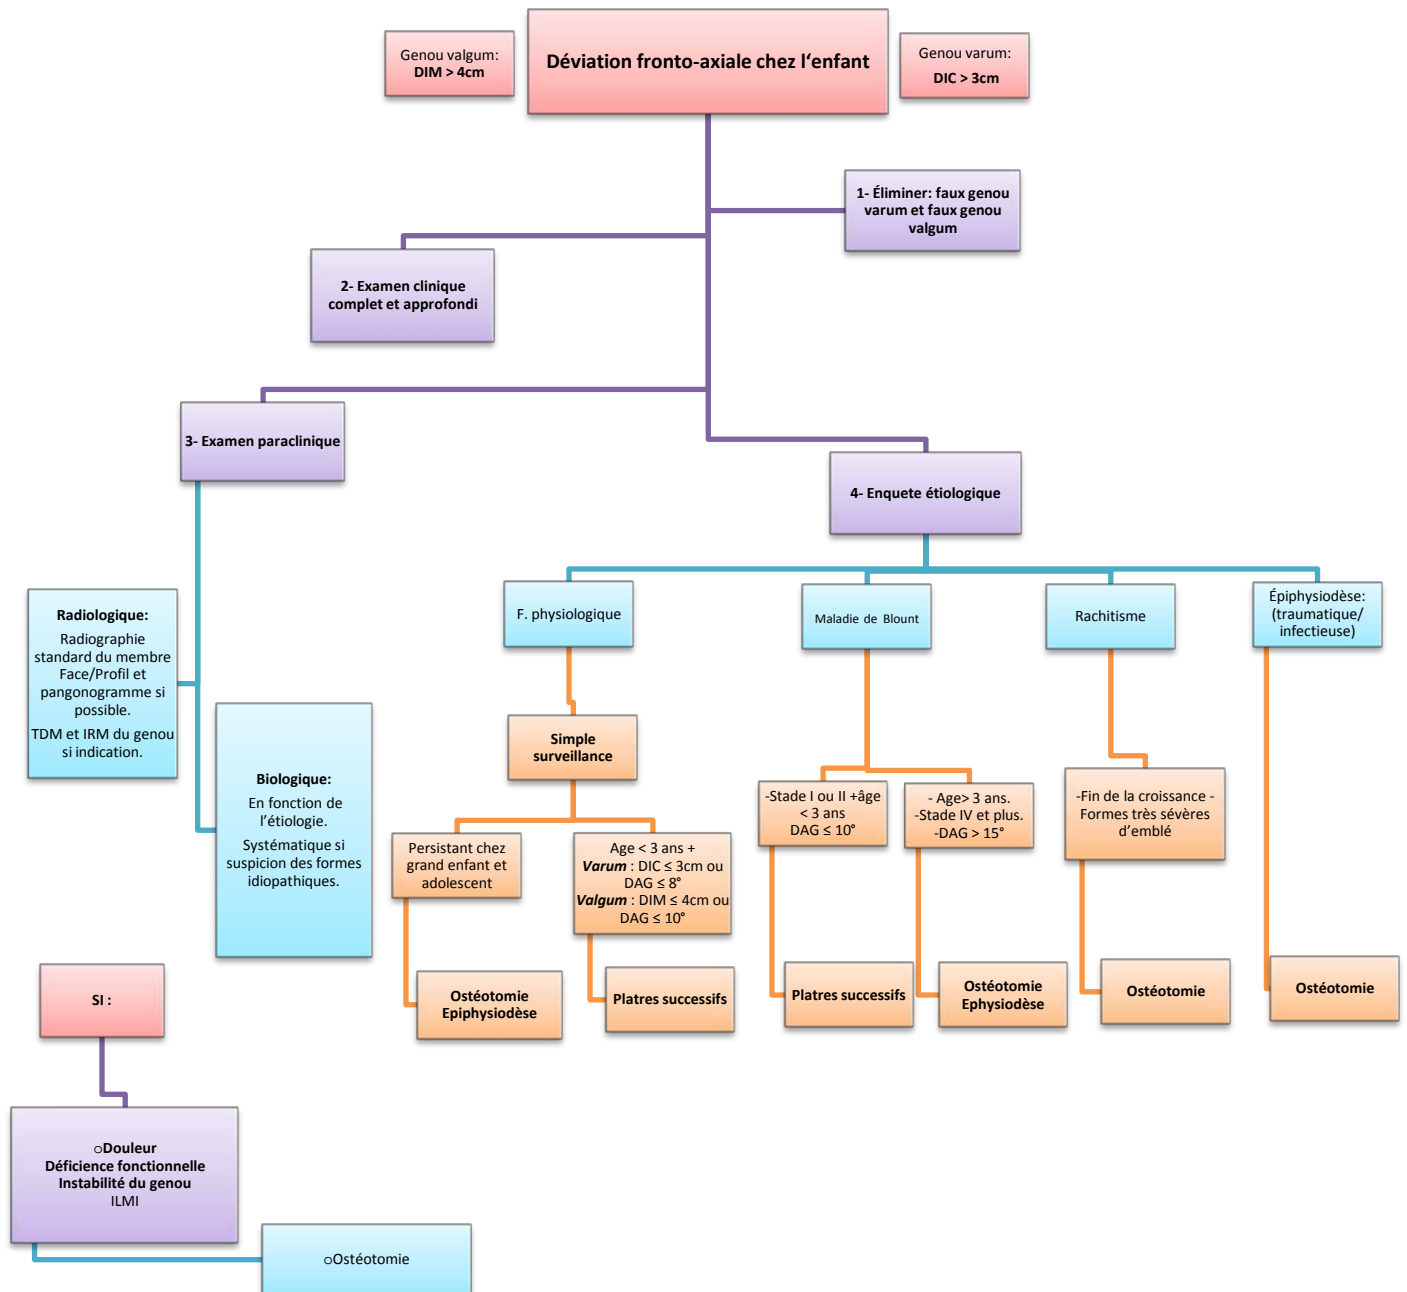 Genou valgum:
DIM > 4cm
Déviation fronto-axiale chez l‘enfant
Genou varum:
DIC > 3cm
1- Éliminer: faux genou
varum et faux genou
valgum
2- Examen clinique
complet et approfondi
3- Examen paraclinique
4- Enquete étiologique
Radiologique:
Radiographie
standard du membre
Face/Profil et
pangonogramme si
possible.
TDM et IRM du genou
si indication.
Biologique:
En fonction de
l’étiologie.
Systématique si
suspicion des formes
idiopathiques.
F. physiologique
Maladie de Blount
Rachitisme
Épiphysiodèse:
(traumatique/
infectieuse)
Simple
surveillance
Persistant chez
grand enfant et
adolescent
Age < 3 ans +
Varum : DIC ≤ 3cm ou
DAG ≤ 8°
Valgum : DIM ≤ 4cm ou
DAG ≤ 10°
-Stade I ou II +âge
< 3 ans
DAG ≤ 10°
- Age> 3 ans.
-Stade IV et plus.
-DAG > 15°
-Fin de la croissance -
Formes très sévères
d’emblé
Ostéotomie
Epiphysiodèse
Platres successifs
Platres successifs
Ostéotomie
Ephysiodèse
Ostéotomie
Ostéotomie
SI :
oDouleur
Déficience fonctionnelle
Instabilité du genou
ILMI
oOstéotomie